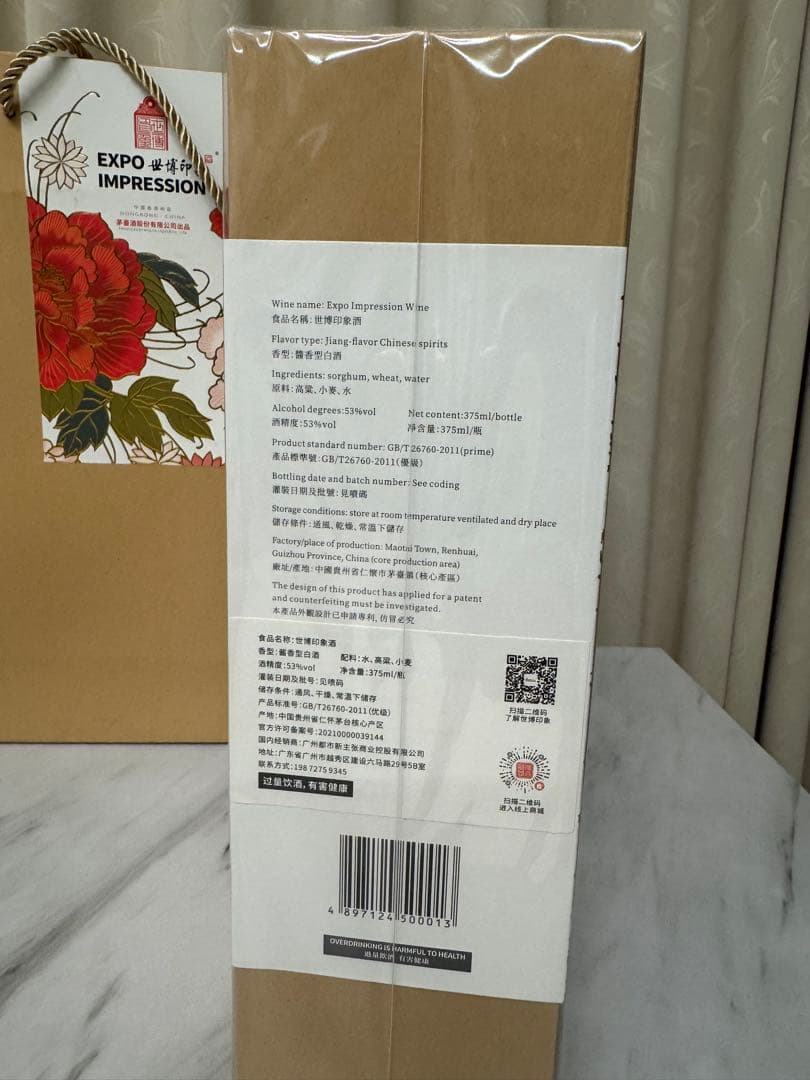 EXPO 世博印
IMPRESSION
HONGKONG · CHINA
茅臺酒股份有限公司出品
Wine name: Expo Impression Wine
食品名稱:世博印象酒
Flavor type: Jiang-flavor Chinese spirits
香型:醬香型白酒
Ingredients: sorghum, wheat, water
原料:高粱、小麥、水
Alcohol degrees:53%vol Net content:375ml/bottle
酒精度:53%vol 凈含量:375ml/瓶
Product standard number: GB/T 26760-2011(prime)
產品標準號:GB/T26760-2011(優級)
Bottling date and batch number: See coding
灌裝日期及批號:見噴碼
Storage conditions: store at room temperature ventilated and dry place
儲存條件:通風、乾燥、常溫下儲存
Factory/place of production: Maotai Town, Renhuai,
Guizhou Province, China (core production area)
廠址/產地:中國貴州省仁懷市茅臺鎮(核心產區)
The design of this product has applied for a patent
and counterfeiting must be investigated.
本產品外觀設計已申請專利,仿冒必究
食品名称:世博印象酒
香型:酱香型白酒 配料:水、高粱、小麦
酒精度:53%vol 净含量:375ml/瓶
灌装日期及批号:见喷码
储存条件:通风、干燥、常温下储存
产品标准号:GB/T26760-2011(优级)
产地:中国贵州省仁怀茅台核心产区
官方许可备案号:20210000039144
国内经销商:广州都市新主张商业控股有限公司
地址:广东省广州市越秀区建设六马路29号5B室
联系方式:198 7275 9345
过量饮酒,有害健康
扫描二维码
了解世博印象
扫描二维码
进入线上商城
4 897124 500013
OVERDRINKING IS HARMFUL TO HEALTH
過量飲酒 有害健康